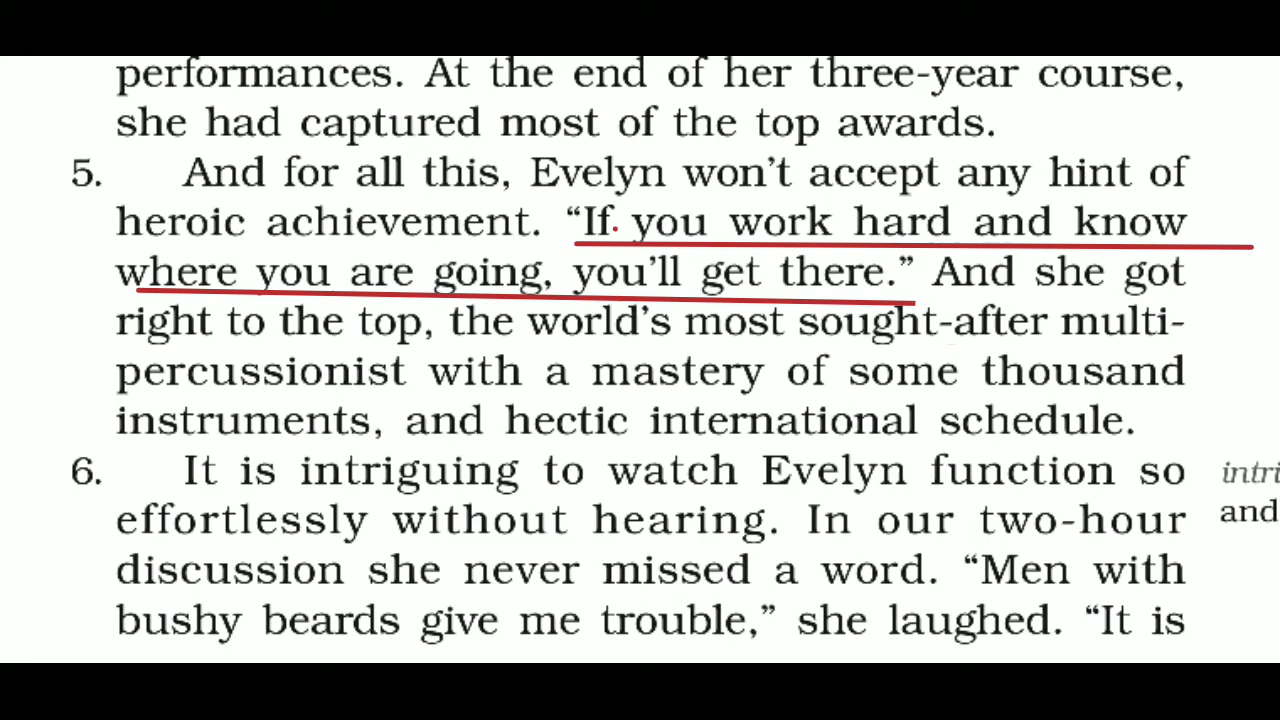 performances. At the end of her three-year course,
she had captured most of the top awards.
5. And for all this, Evelyn won't accept any hint of
heroic achievement. “If you work hard and know
where you are going, you'll get there.” And she got
right to the top, the world's most sought-after multi-
percussionist with a mastery of some thousand
instruments, and hectic international schedule.
6. It is intriguing to watch Evelyn function so
effortlessly without hearing. In our two-hour
and
discussion she never missed a word. “Men with
bushy beards give me trouble,” she laughed. “It is